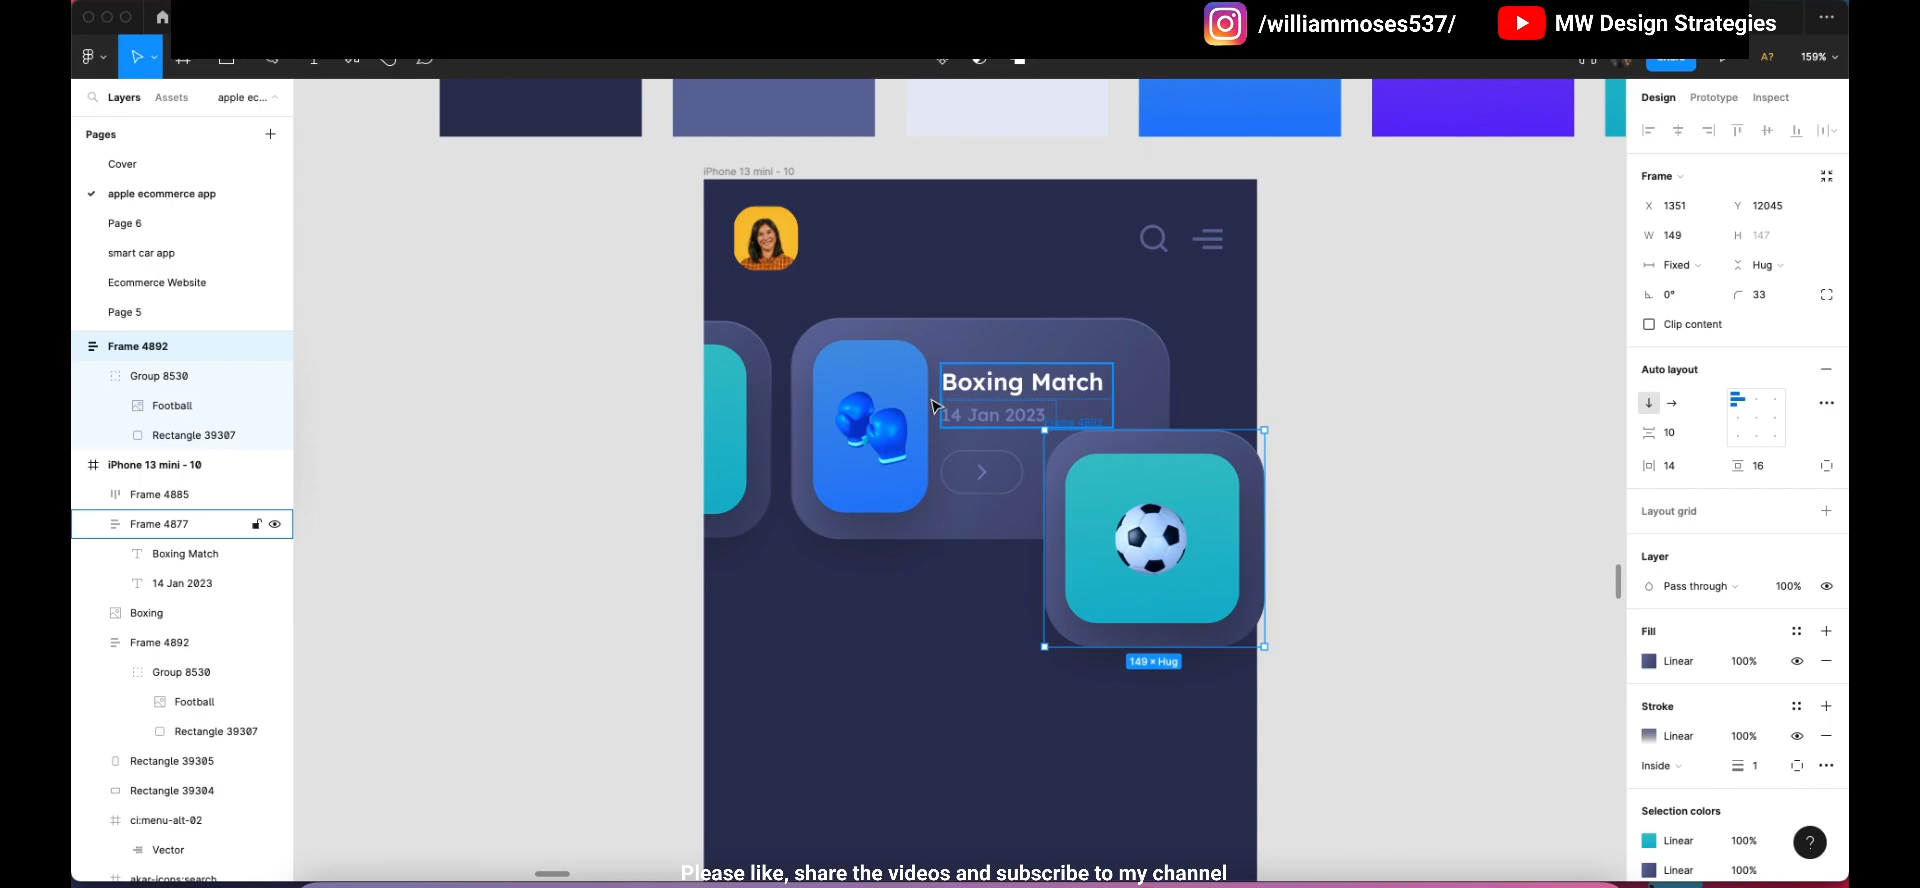 /williammoses537/
MW Design Strategies
A?
159%
Layers
Assets
apple ec...
Pages
Cover
apple ecommerce app
Page 6
smart car app
Ecommerce Website
Page 5
Frame 4892
Group 8530
Football
Rectangle 39307
iPhone 13 mini - 10
Frame 4885
Frame 4877
Boxing Match
14 Jan 2023
Boxing
Frame 4892
Group 8530
Football
Rectangle 39307
Rectangle 39305
Rectangle 39304
ci:menu-alt-02
Vector
akar-icons:search
iPhone 13 mini - 10
Boxing Match
14 Jan 2023
Frame 4892
149 × Hug
Please like, share the videos and subscribe to my channel
Design
Prototype
Inspect
Frame
X 1351
Y 12045
W 149
H 147
Fixed
Hug
0°
33
Clip content
Auto layout
10
14
16
Layout grid
Layer
Pass through
100%
Fill
Linear
100%
Stroke
Linear
100%
Inside
1
Selection colors
Linear
100%
Linear
100%
?